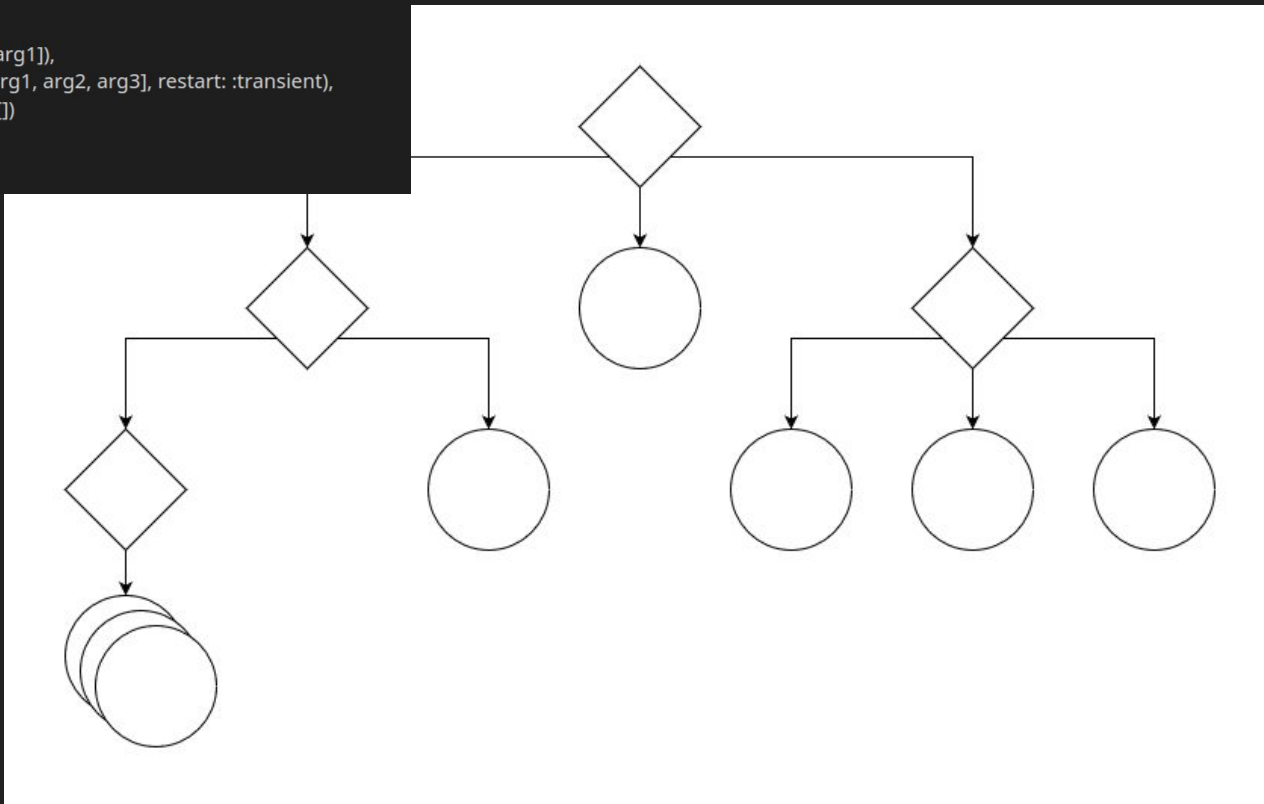 arg1]),
rg1, arg2, arg3], restart: :transient),
[])